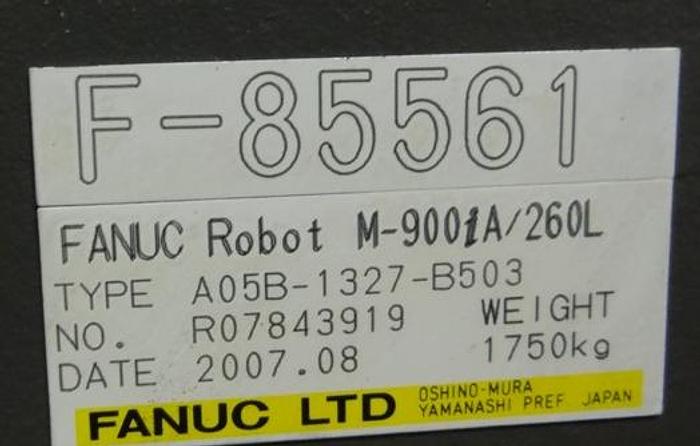 F-85561
FANUC Robot M-900iA/260L
TYPE A05B-1327-B503
NO. R07843919 WEIGHT
DATE 2007.08 1750kg
FANUC LTD OSHINO-MURA
YAMANASHI PREF. JAPAN